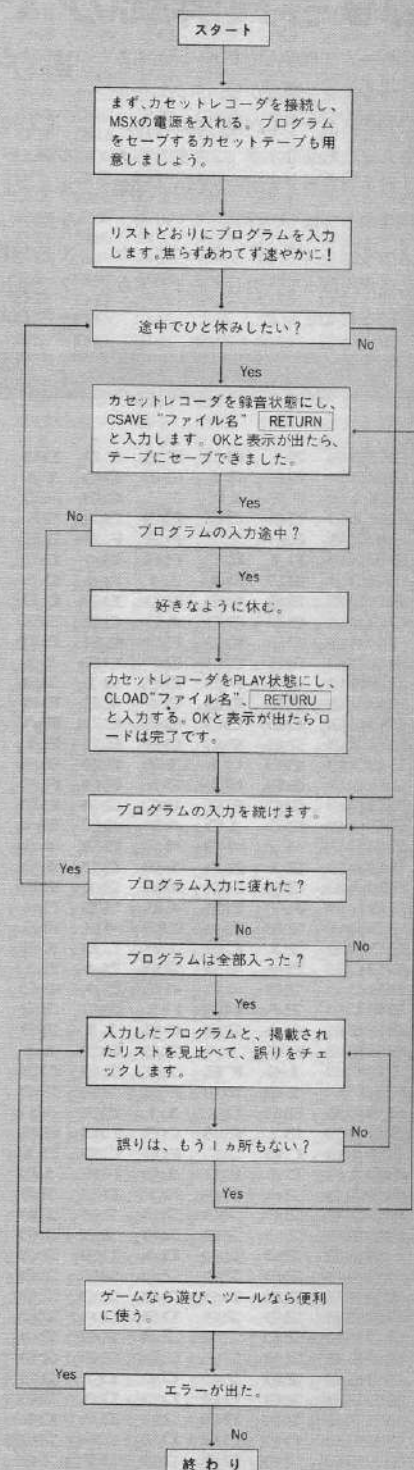 スタート
まず、カセットレコーダを接続し、
MSXの電源を入れる。プログラム
をセーブするカセットテープも用
意しましょう。
リストどおりにプログラムを入力
します。焦らずあわてず速やかに！
途中でひと休みしたい？
No
Yes
カセットレコーダを録音状態にし、
CSAVE “ファイル名” RETURN
と入力します。OKと表示が出たら、
テープにセーブできました。
Yes
No
プログラムの入力途中？
Yes
好きなように休む。
カセットレコーダをPLAY状態にし、
CLOAD“ファイル名”、RETURU
と入力する。OKと表示が出たらロ
ードは完了です。
プログラムの入力を続けます。
Yes
プログラム入力に疲れた？
No
プログラムは全部入った？
No
Yes
入力したプログラムと、掲載され
たリストを見比べて、誤りをチェ
ックします。
誤りは、もう１ヵ所もない？
No
Yes
ゲームなら遊び、ツールなら便利
に使う。
Yes
エラーが出た。
No
終わり